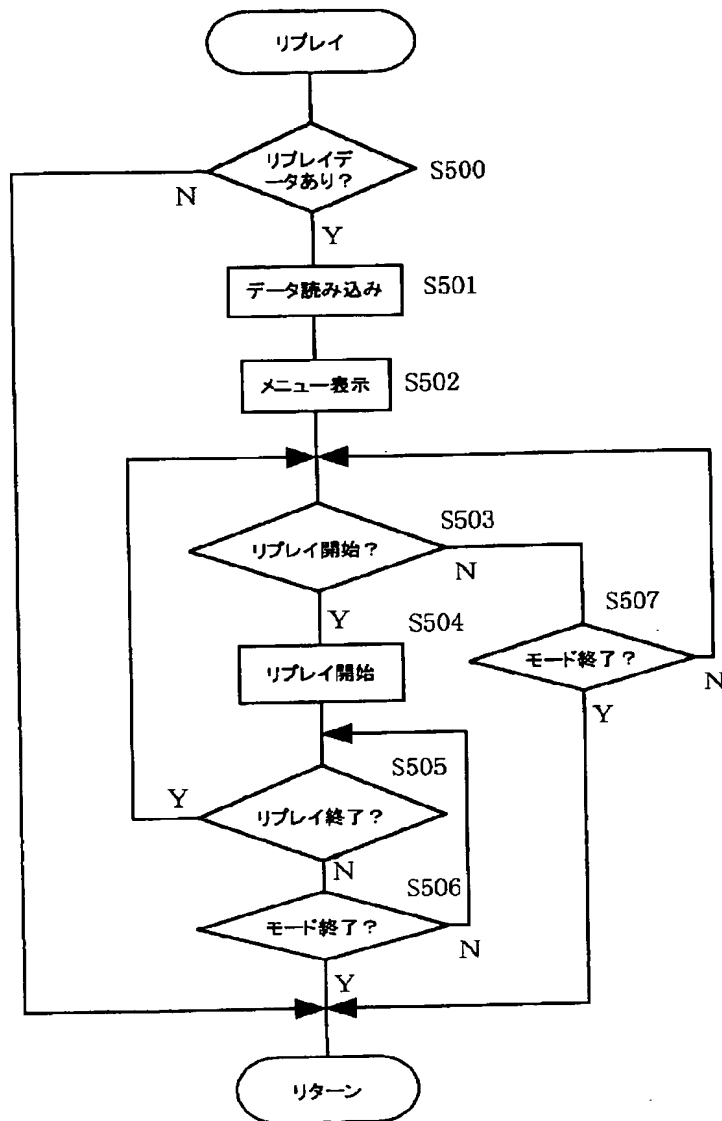 リプレイ
リプレイデ
ータあり?
S500
N
Y
データ読み込み
S501
メニュー表示
S502
S503
リプレイ開始?
N
Y
S504
S507
リプレイ開始
モード終了?
N
Y
S505
Y
リプレイ終了?
N
S506
モード終了?
N
Y
リターン